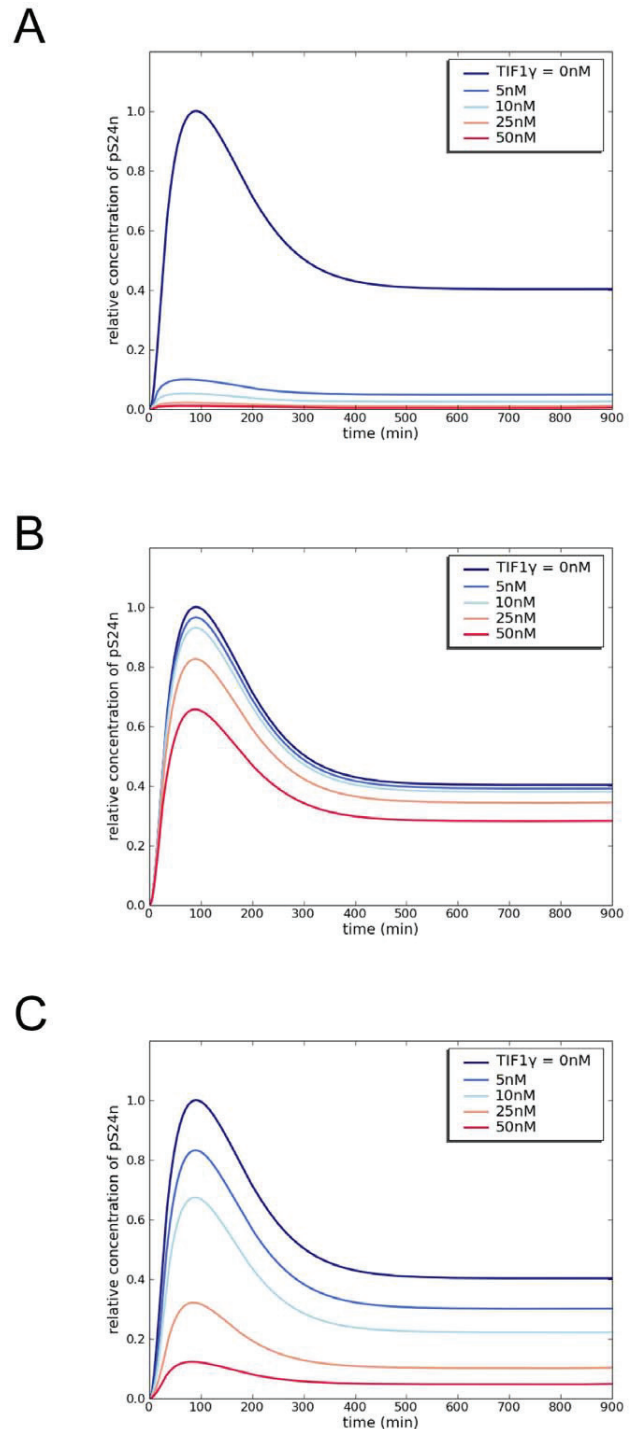 A
TIF1γ = 0nM
5nM
10nM
25nM
50nM
relative concentration of pS24n
1.0
0.8
0.6
0.4
0.2
0.0
0 100 200 300 400 500 600 700 800 900
time (min)
B
TIF1γ = 0nM
5nM
10nM
25nM
50nM
relative concentration of pS24n
1.0
0.8
0.6
0.4
0.2
0.0
0 100 200 300 400 500 600 700 800 900
time (min)
C
TIF1γ = 0nM
5nM
10nM
25nM
50nM
relative concentration of pS24n
1.0
0.8
0.6
0.4
0.2
0.0
0 100 200 300 400 500 600 700 800 900
time (min)